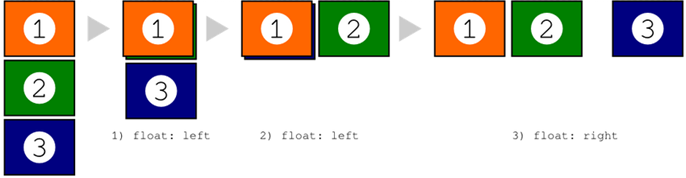 1 1 1 2 1 2 3
2 3
3
1) float: left 2) float: left 3) float: right